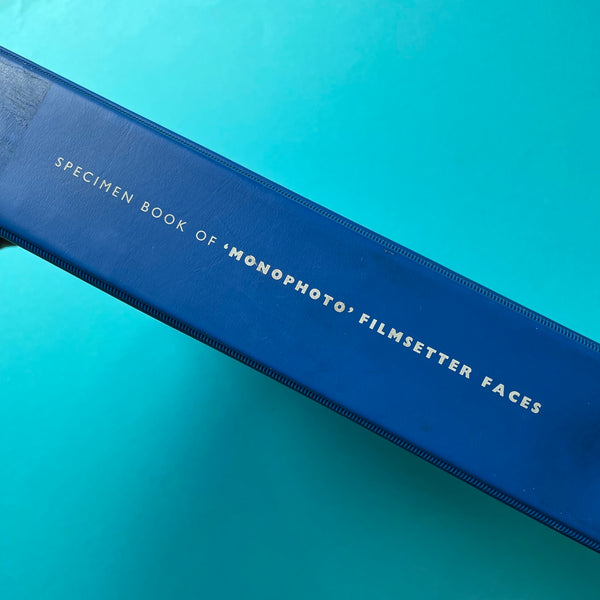 SPECIMEN BOOK OF ‘MONOPHOTO’ FILMSETTER FACES